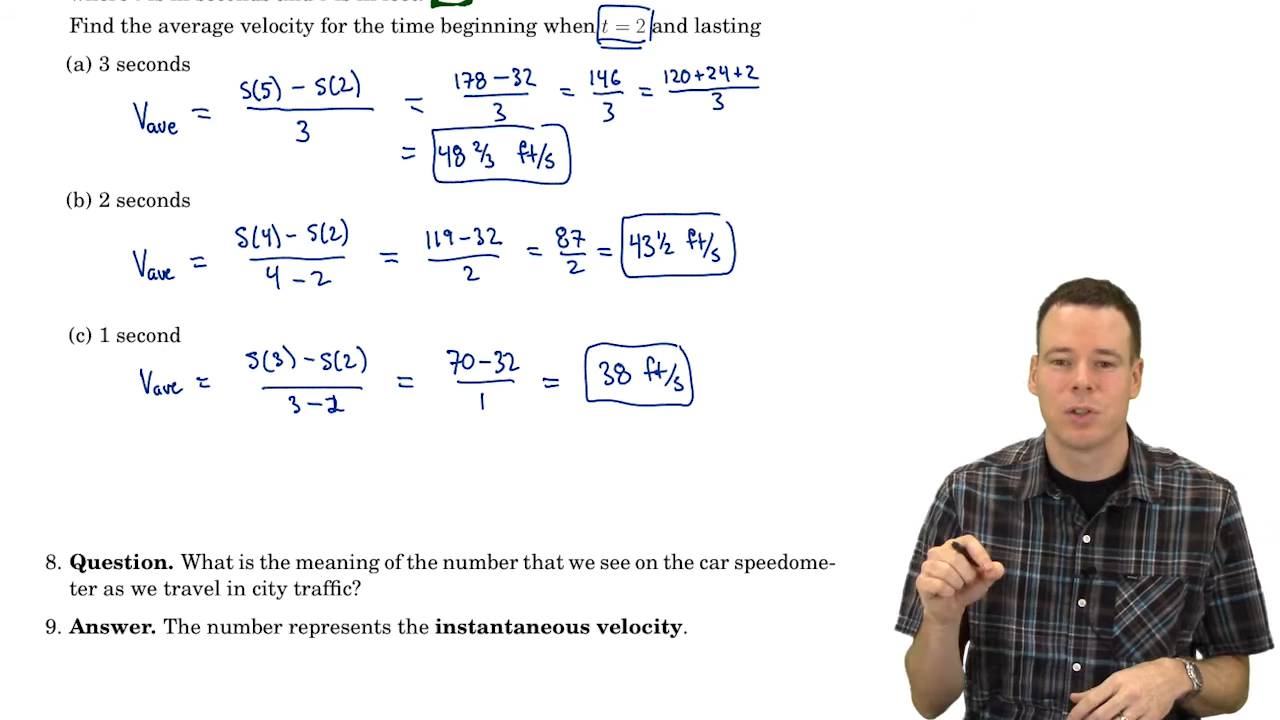 Find the average velocity for the time beginning when t = 2 and lasting
(a) 3 seconds
Vave = S(5) - S(2) / 3 = 178 - 32 / 3 = 146 / 3 = 120 + 24 + 2 / 3
= 48 2/3 ft/s
(b) 2 seconds
Vave = S(4) - S(2) / 4 - 2 = 119 - 32 / 2 = 87 / 2 = 43 1/2 ft/s
(c) 1 second
Vave = S(3) - S(2) / 3 - 2 = 70 - 32 / 1 = 38 ft/s
8. Question. What is the meaning of the number that we see on the car speedome-
ter as we travel in city traffic?
9. Answer. The number represents the instantaneous velocity.